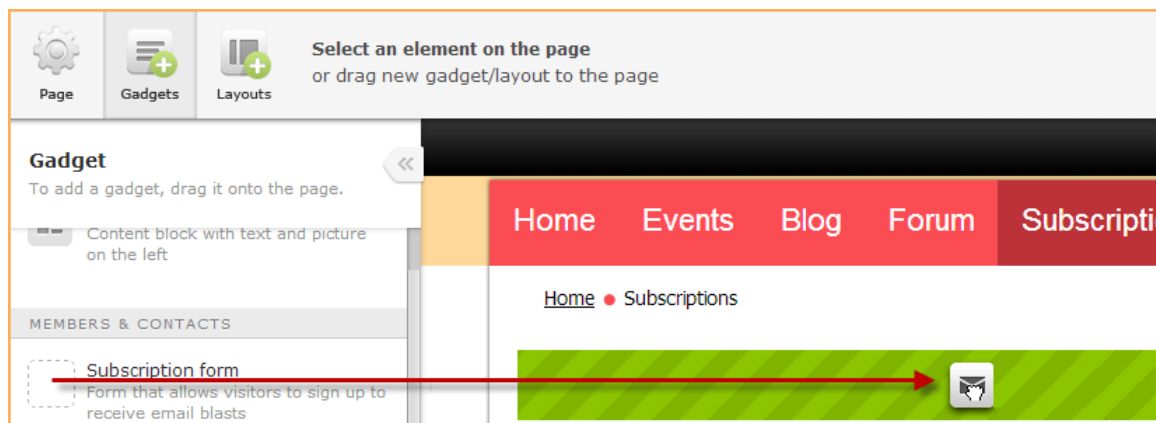 Select an element on the page
or drag new gadget/layout to the page
Page
Gadgets
Layouts
Gadget
To add a gadget, drag it onto the page.
Content block with text and picture
on the left
MEMBERS & CONTACTS
Subscription form
Form that allows visitors to sign up to
receive email blasts
Home Events Blog Forum
Home • Subscriptions